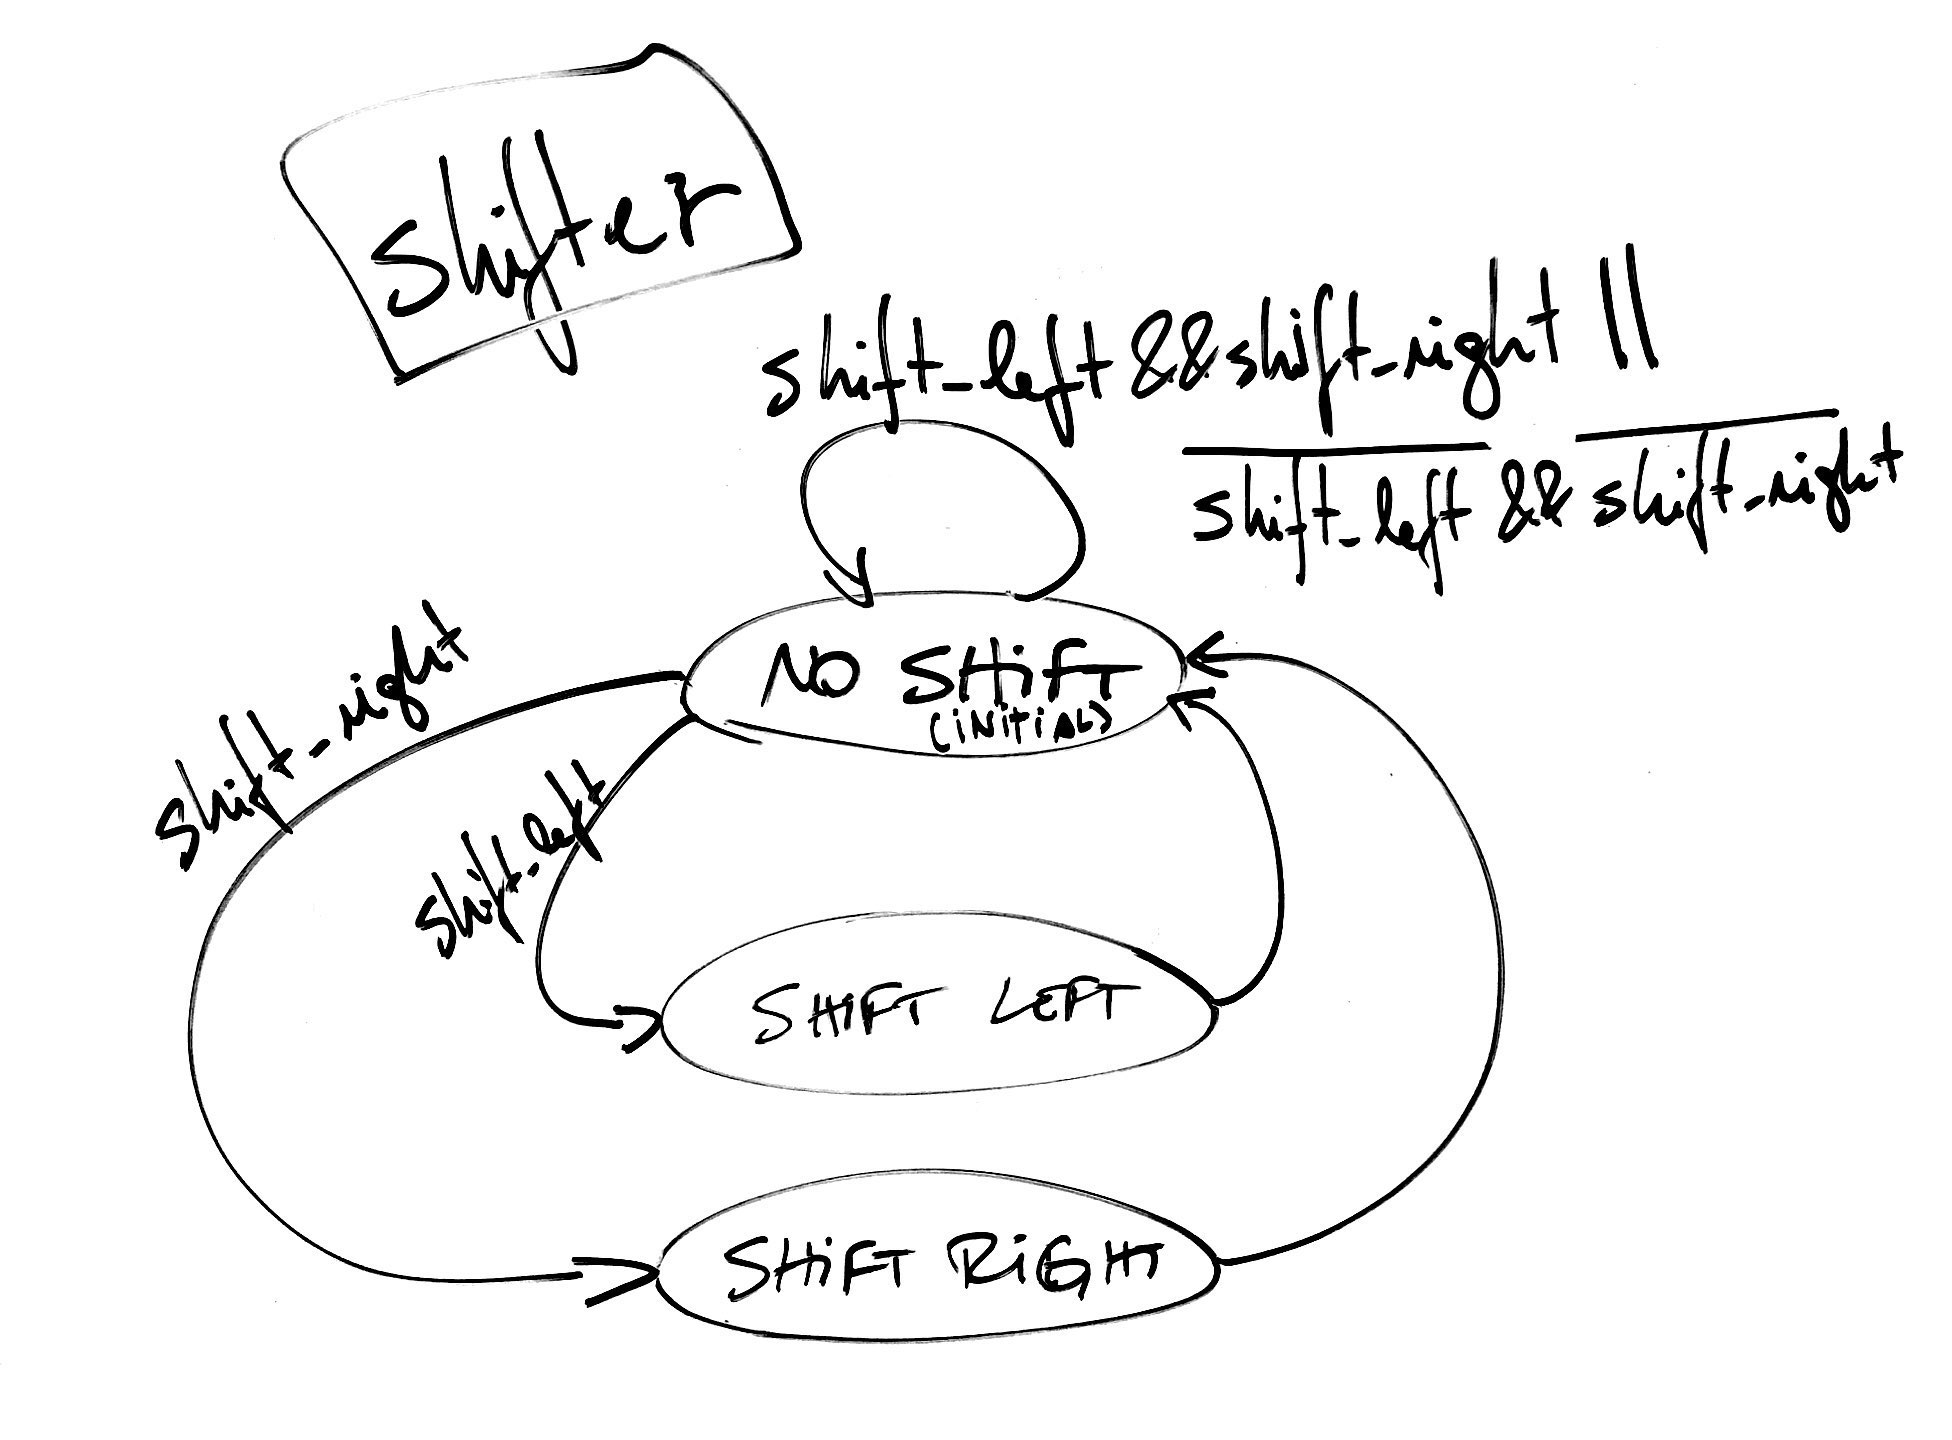 shifter
shift_left && shift_right ||
shift_left && shift_right
NO SHiFT
(iNiTiAL)
shift_right
shift_left
SHiFT LEFT
SHiFT RiGHT